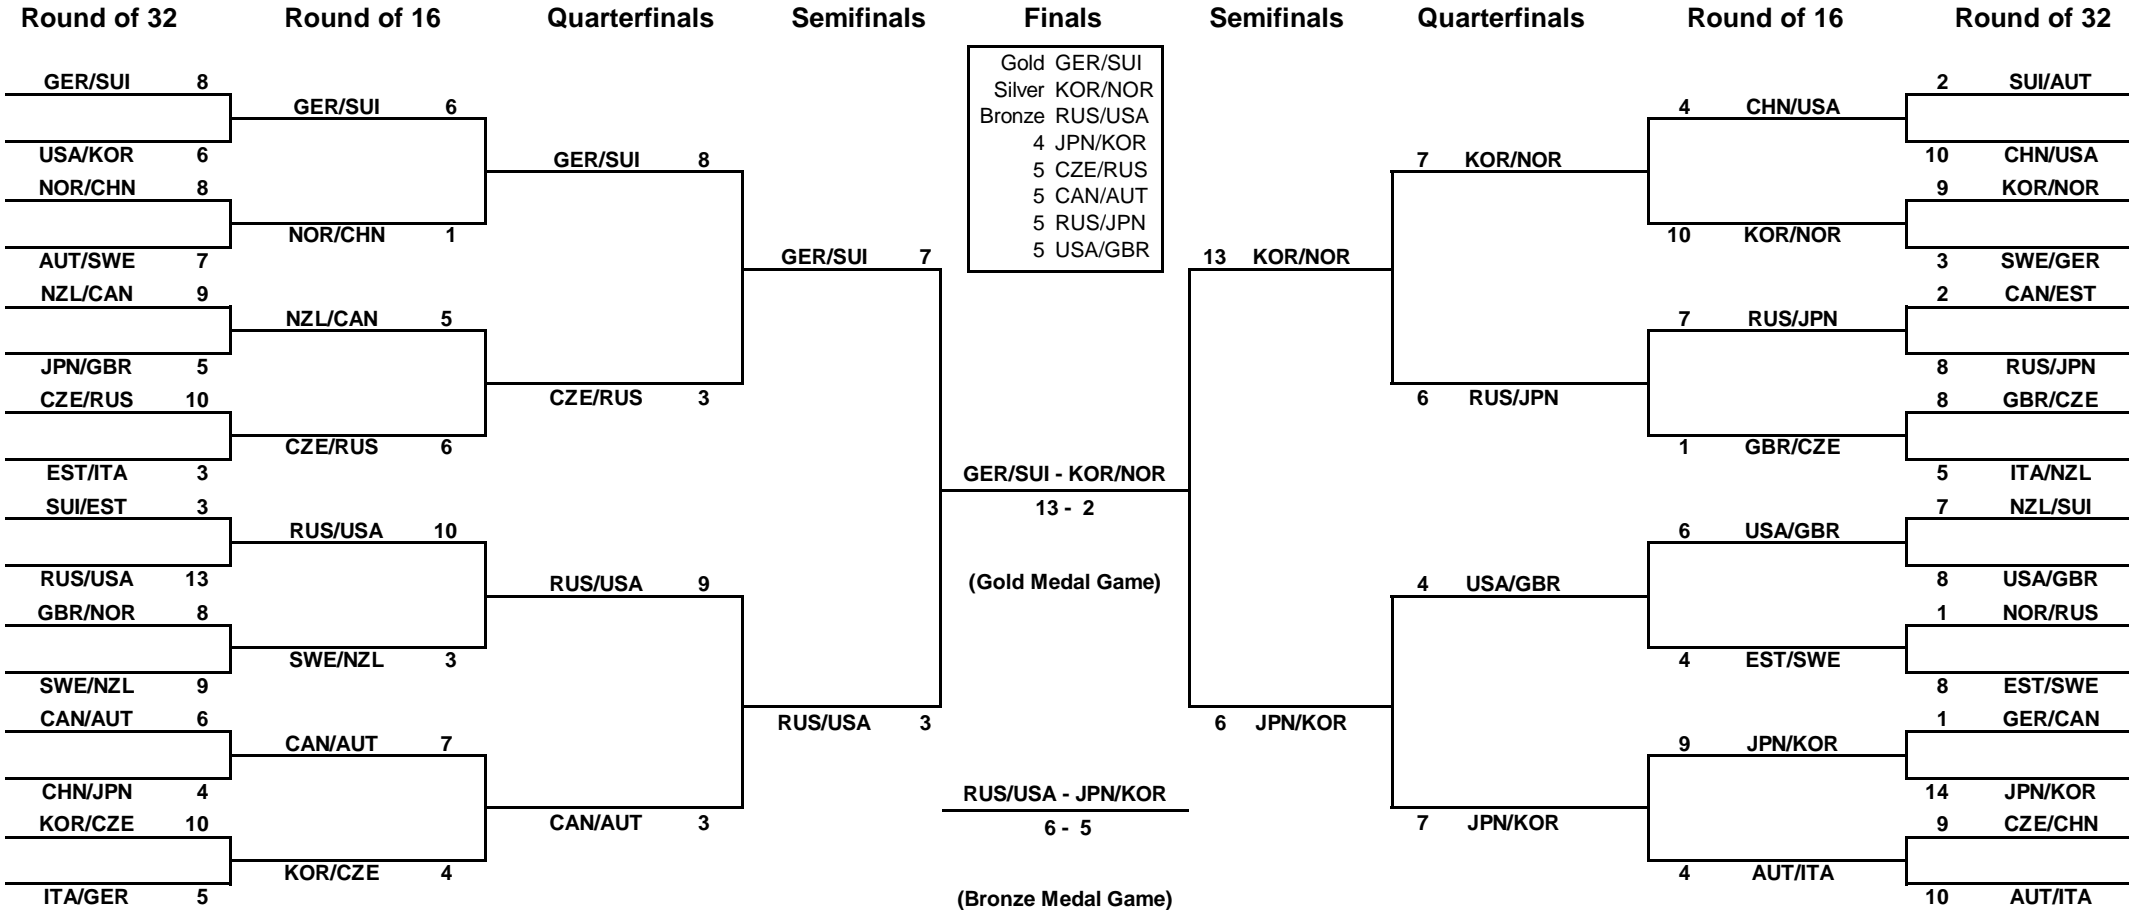 Round of 32 Round of 16 Quarterfinals Semifinals Finals Semifinals Quarterfinals Round of 16 Round of 32
Gold GER/SUI
Silver KOR/NOR
Bronze RUS/USA
4 JPN/KOR
5 CZE/RUS
5 CAN/AUT
5 RUS/JPN
5 USA/GBR
GER/SUI 8
USA/KOR 6
NOR/CHN 8
AUT/SWE 7
NZL/CAN 9
JPN/GBR 5
CZE/RUS 10
EST/ITA 3
SUI/EST 3
RUS/USA 13
GBR/NOR 8
SWE/NZL 9
CAN/AUT 6
CHN/JPN 4
KOR/CZE 10
ITA/GER 5
GER/SUI 6
NOR/CHN 1
NZL/CAN 5
CZE/RUS 6
RUS/USA 10
SWE/NZL 3
CAN/AUT 7
KOR/CZE 4
GER/SUI 8
CZE/RUS 3
RUS/USA 9
CAN/AUT 3
GER/SUI 7
RUS/USA 3
GER/SUI - KOR/NOR
13 - 2
(Gold Medal Game)
RUS/USA - JPN/KOR
6 - 5
(Bronze Medal Game)
13 KOR/NOR
6 JPN/KOR
7 KOR/NOR
6 RUS/JPN
4 USA/GBR
7 JPN/KOR
4 CHN/USA
10 KOR/NOR
7 RUS/JPN
1 GBR/CZE
6 USA/GBR
4 EST/SWE
9 JPN/KOR
4 AUT/ITA
2 SUI/AUT
10 CHN/USA
9 KOR/NOR
3 SWE/GER
2 CAN/EST
8 RUS/JPN
8 GBR/CZE
5 ITA/NZL
7 NZL/SUI
8 USA/GBR
1 NOR/RUS
8 EST/SWE
1 GER/CAN
14 JPN/KOR
9 CZE/CHN
10 AUT/ITA